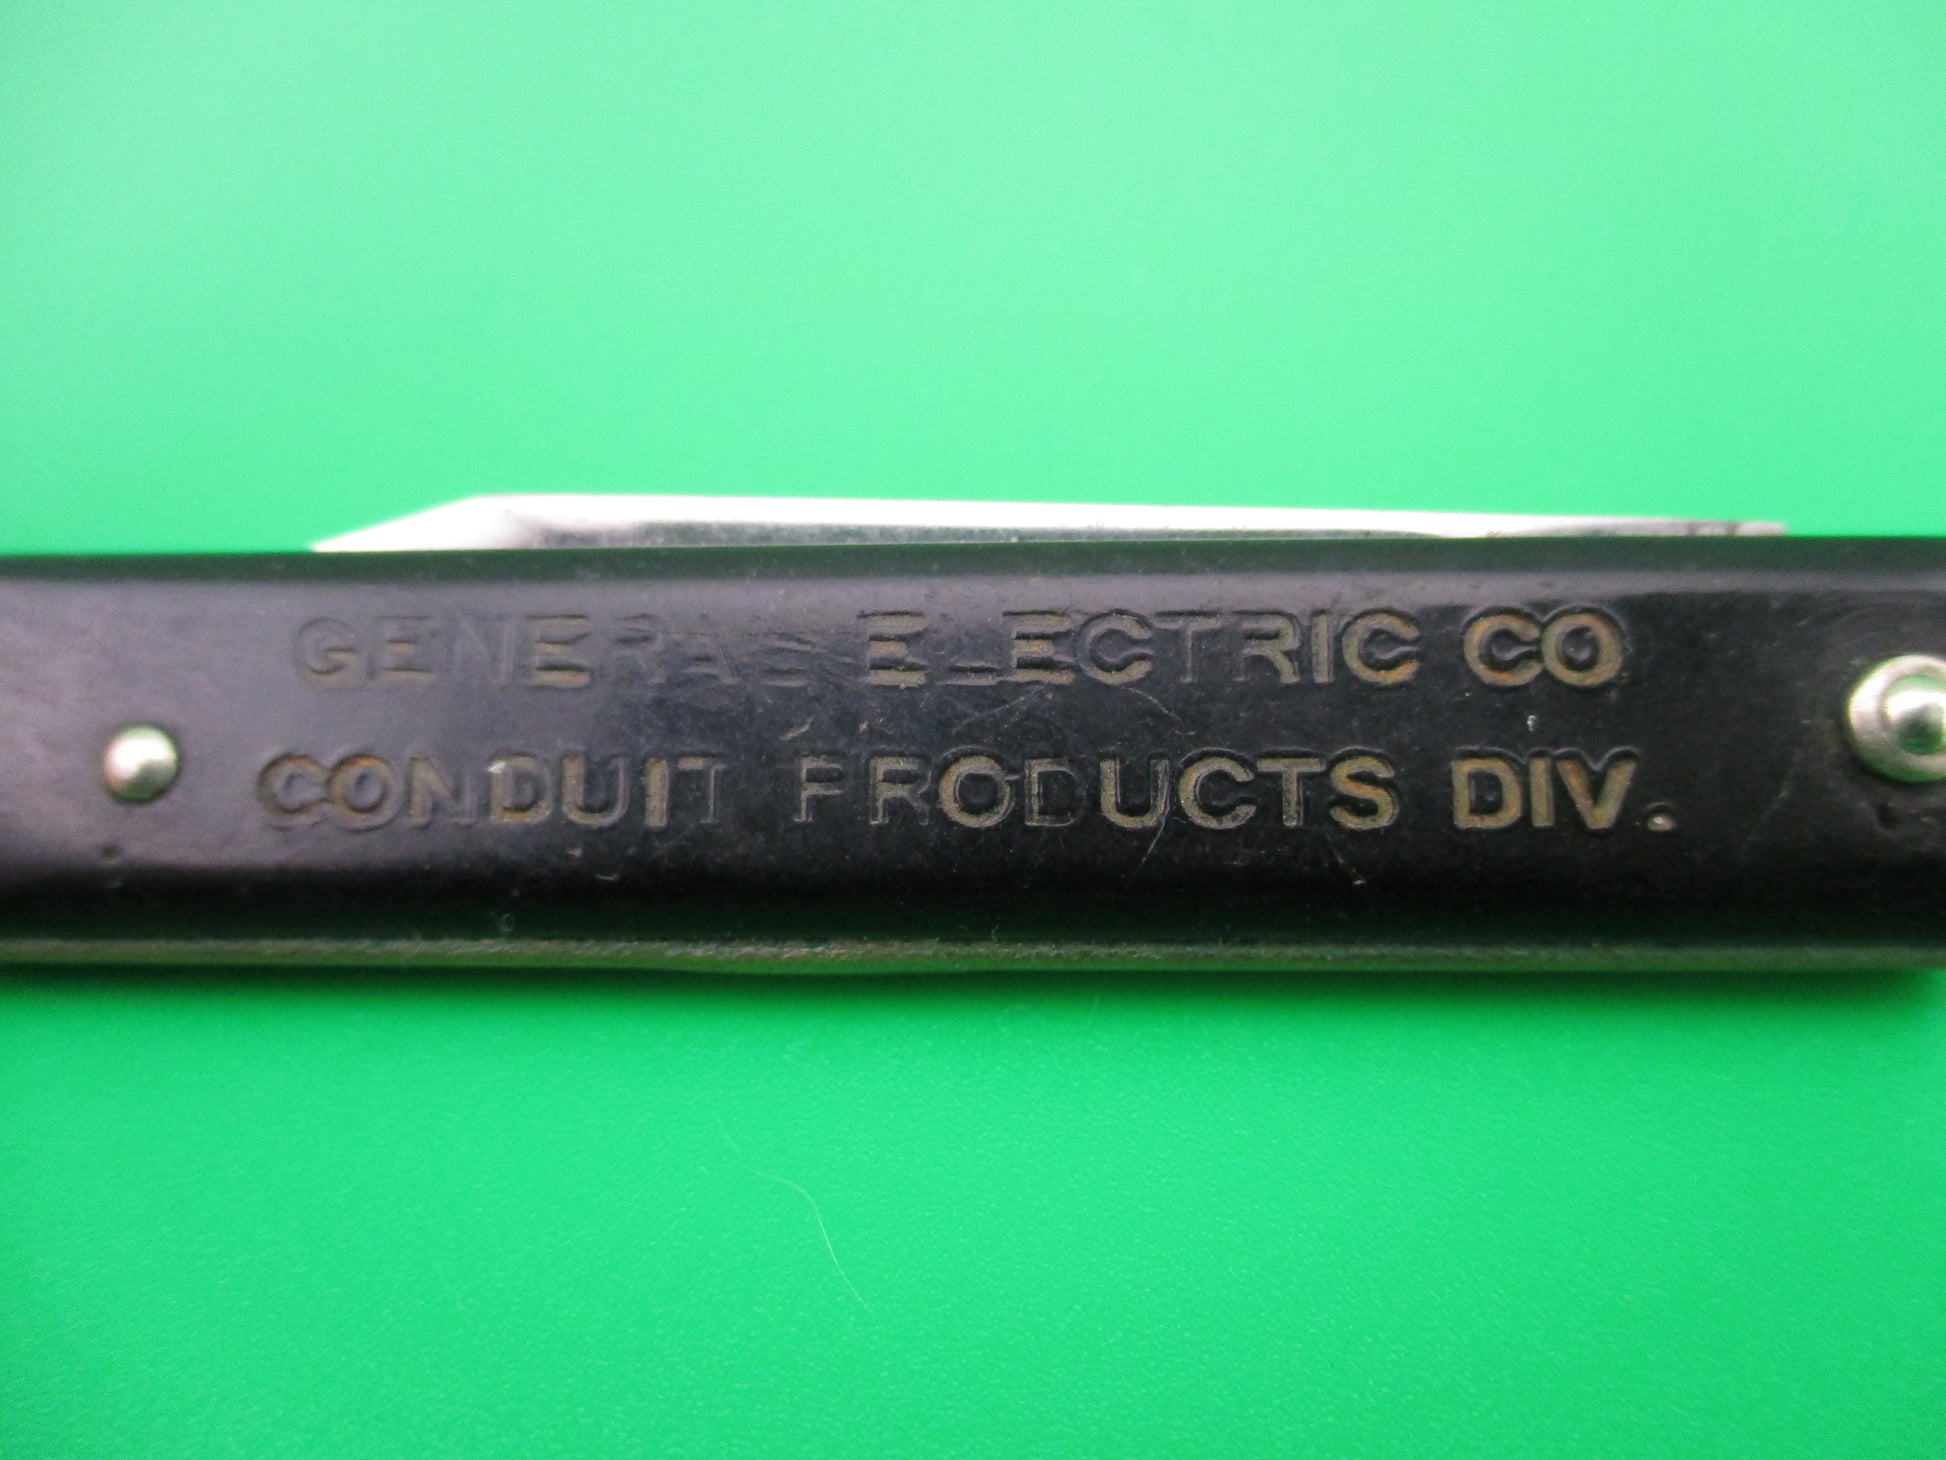 GENERAL ELECTRIC CO
CONDUIT PRODUCTS DIV.